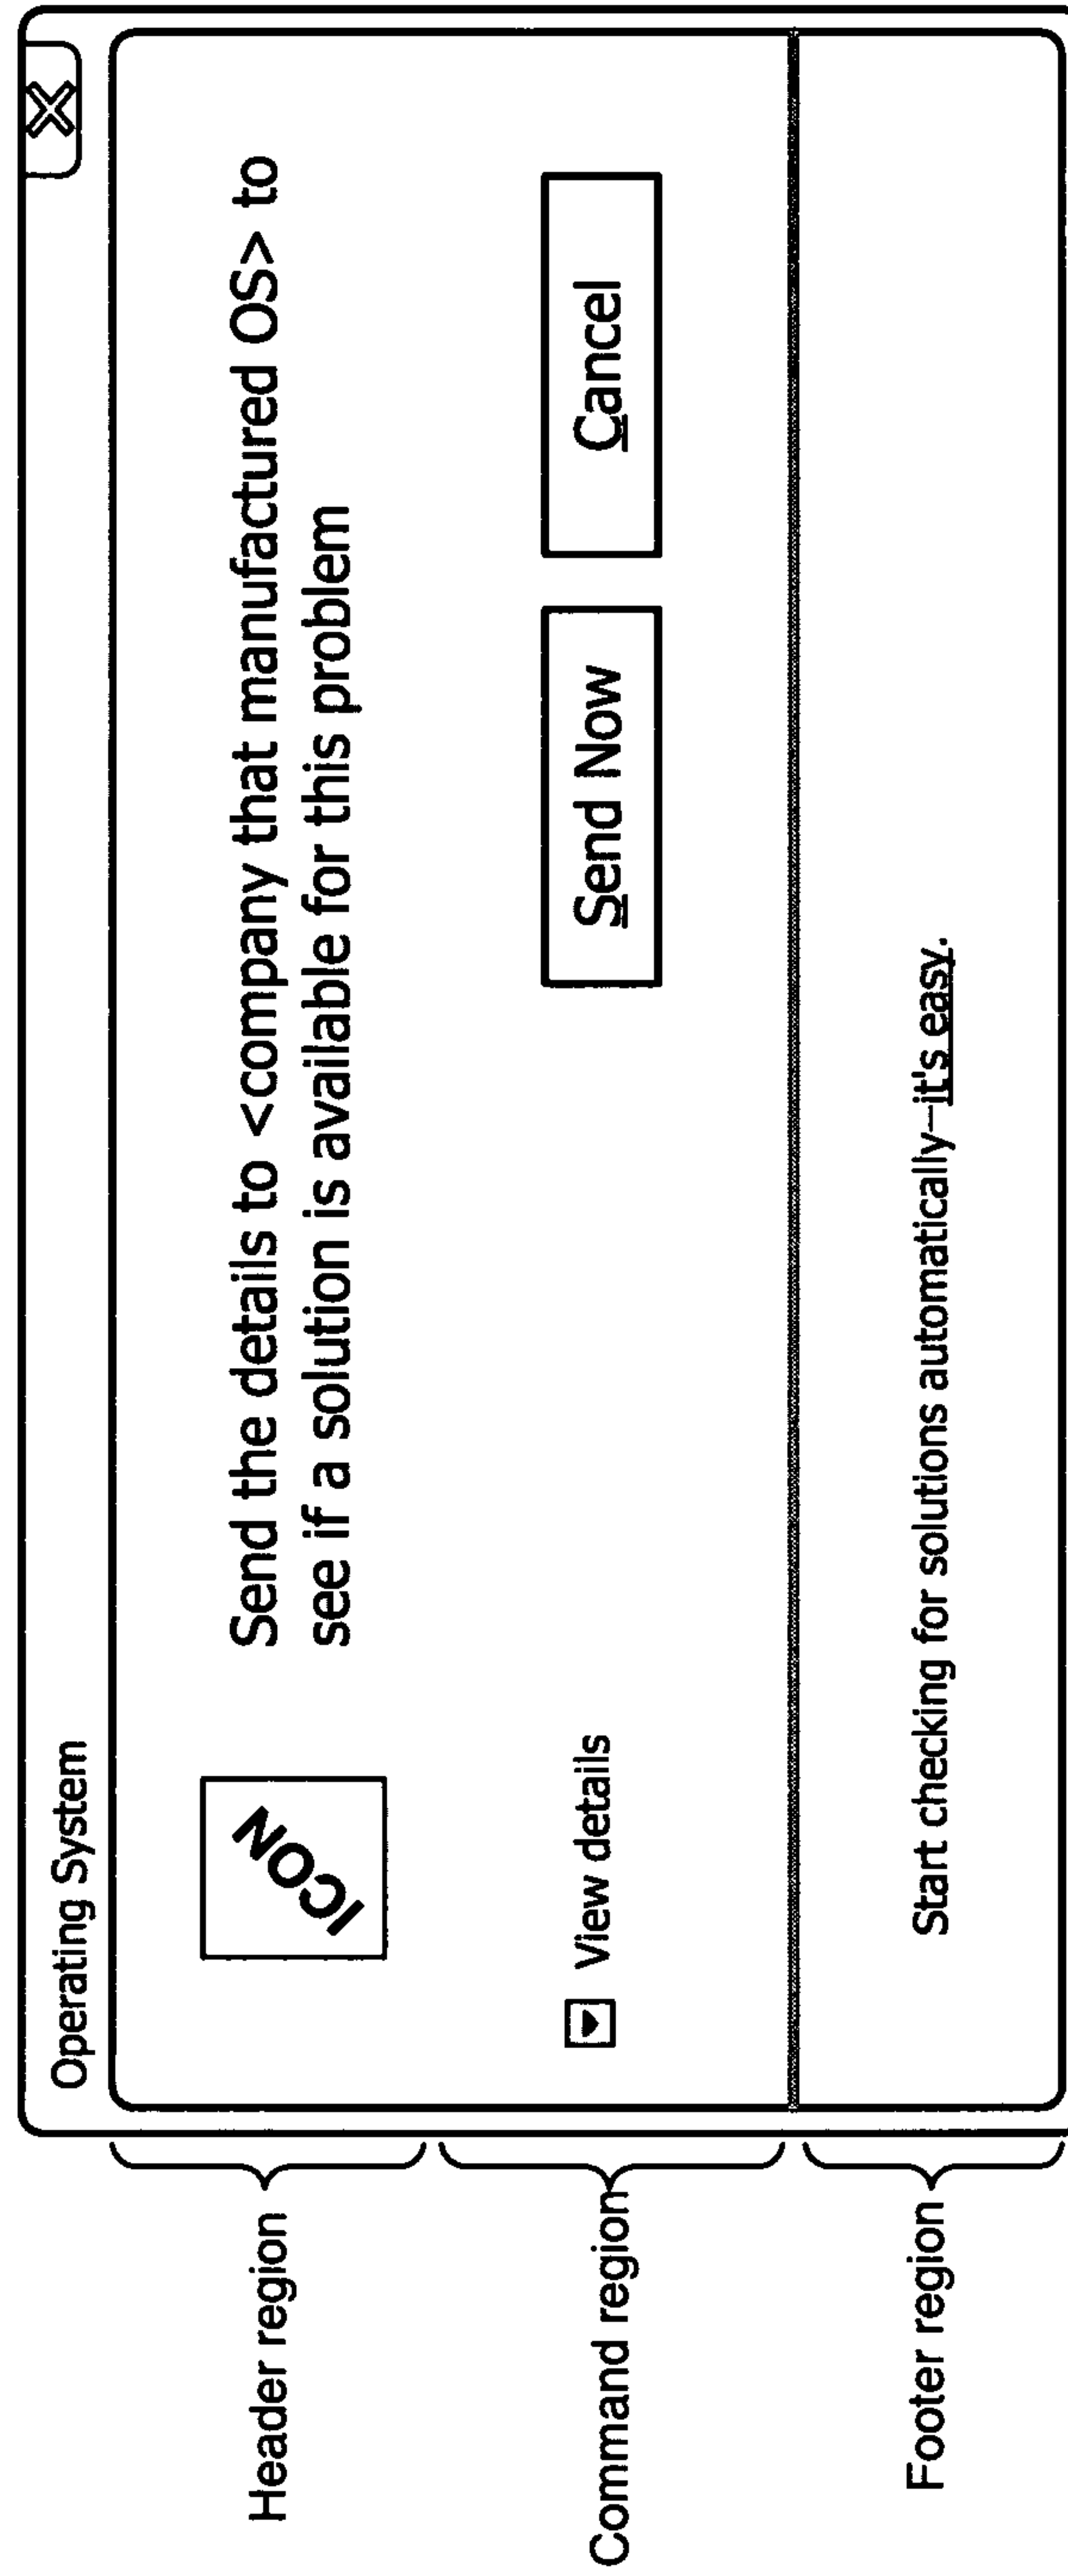 Operating System
X
Header region
ICON
Send the details to <company that manufactured OS> to
see if a solution is available for this problem
Command region
View details
Send Now
Cancel
Footer region
Start checking for solutions automatically–it's easy.